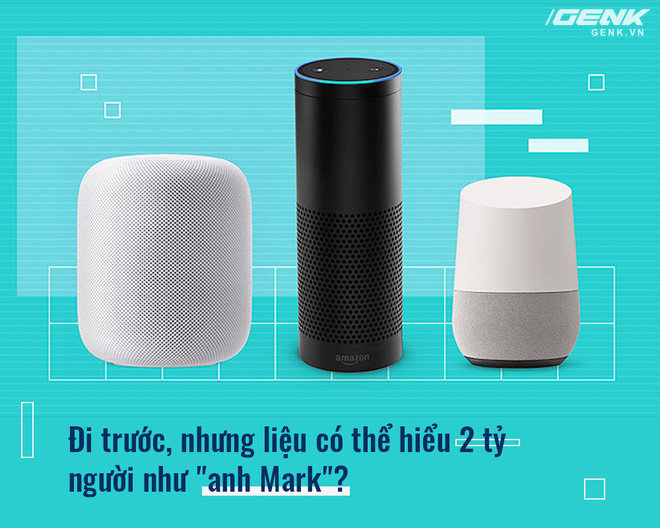 GENK
GENK.VN
amazon
Đi trước, nhưng liệu có thể hiểu 2 tỷ
người như "anh Mark"?